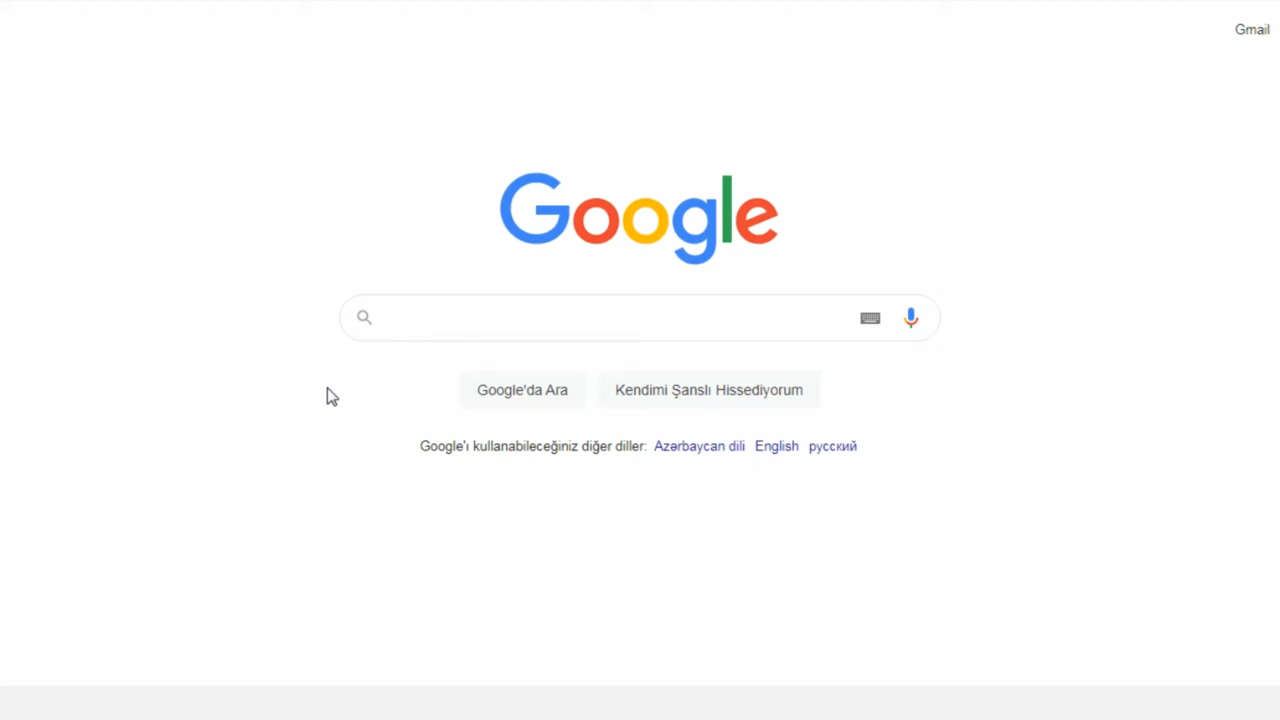 Gmail
Google
Google'da Ara
Kendimi Şanslı Hissediyorum
Google'ı kullanabileceğiniz diğer diller: Azərbaycan dili English русский